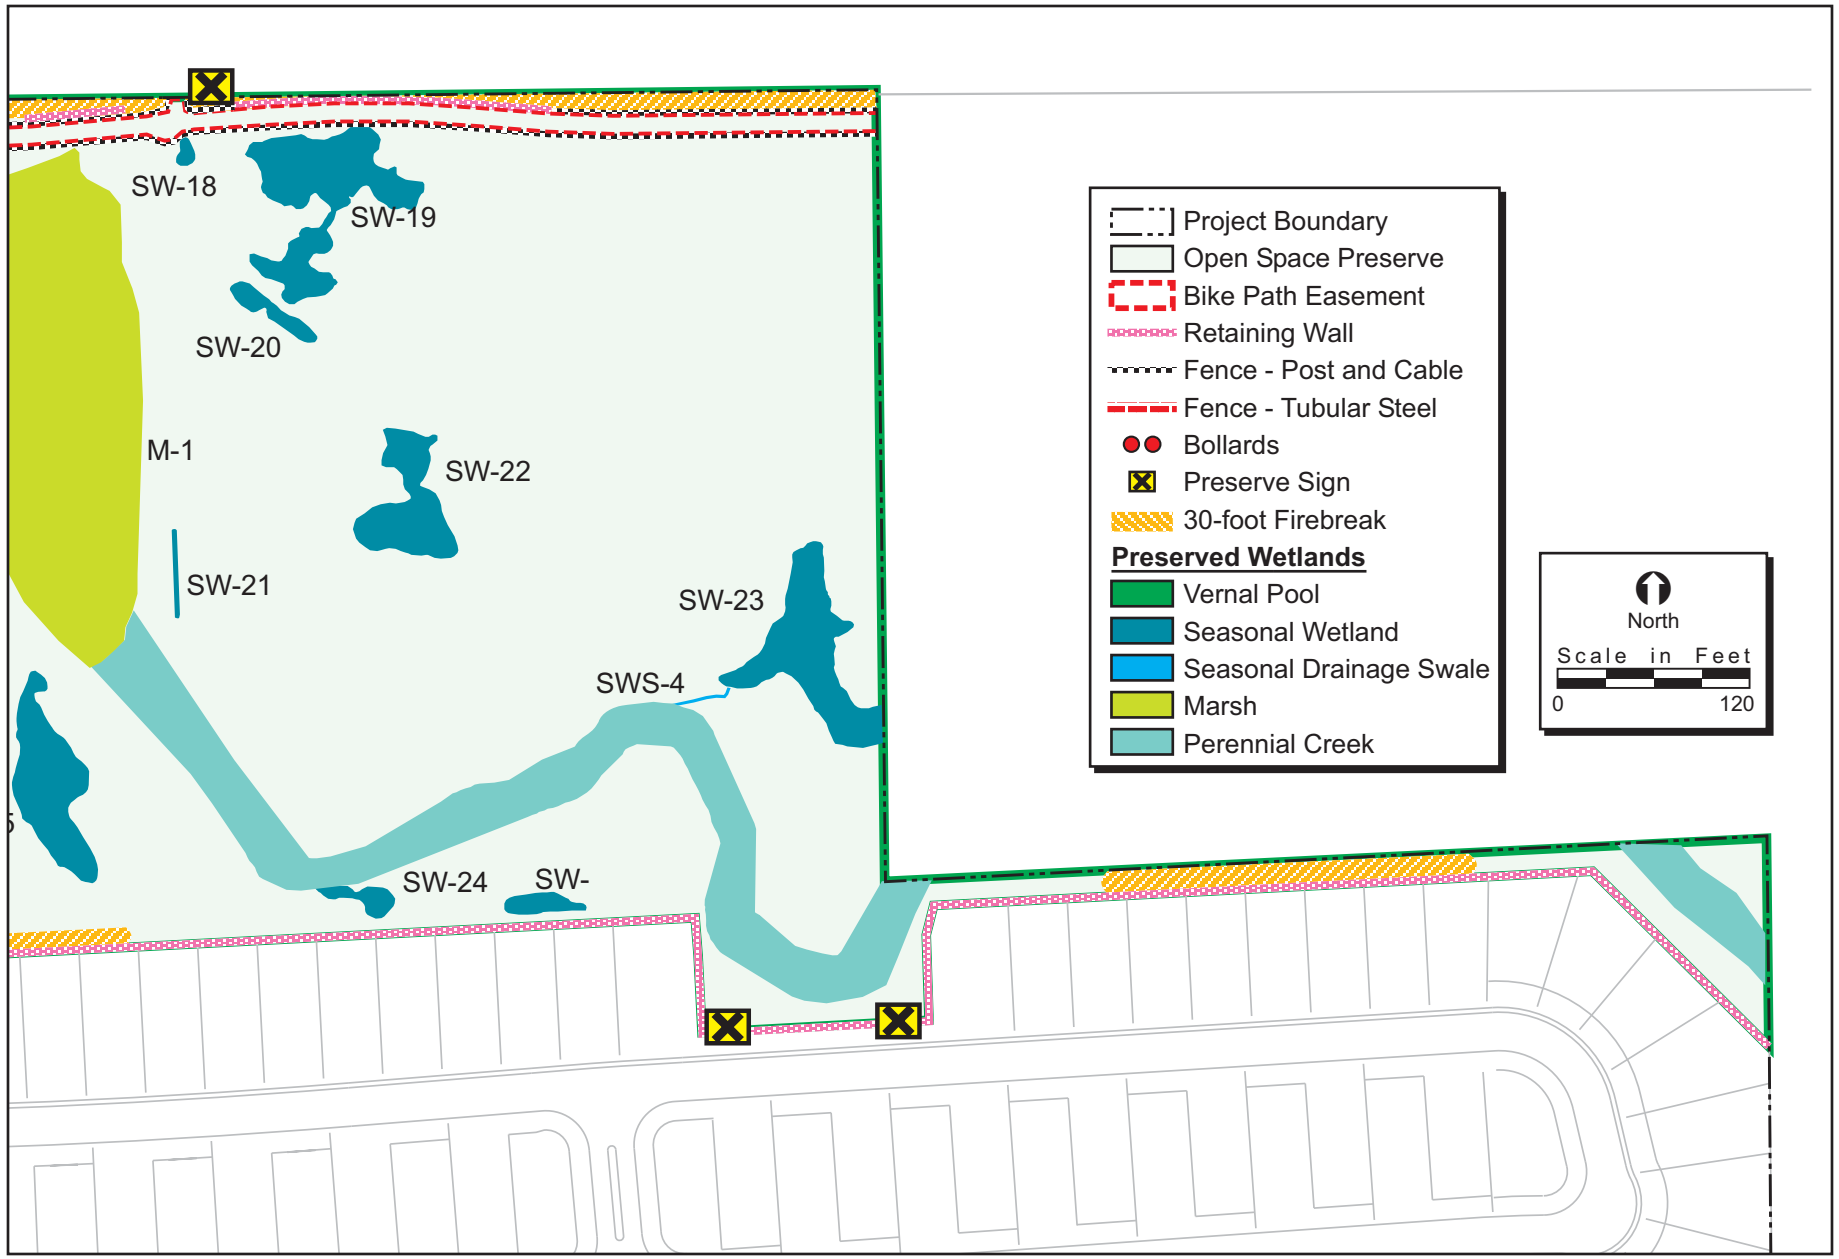 SW-18
SW-19
SW-20
M-1
SW-22
SW-21
SW-23
SWS-4
SW-24
SW-
5
Project Boundary
Open Space Preserve
Bike Path Easement
Retaining Wall
Fence - Post and Cable
Fence - Tubular Steel
Bollards
Preserve Sign
30-foot Firebreak
Preserved Wetlands
Vernal Pool
Seasonal Wetland
Seasonal Drainage Swale
Marsh
Perennial Creek
North
Scale in Feet
0 120